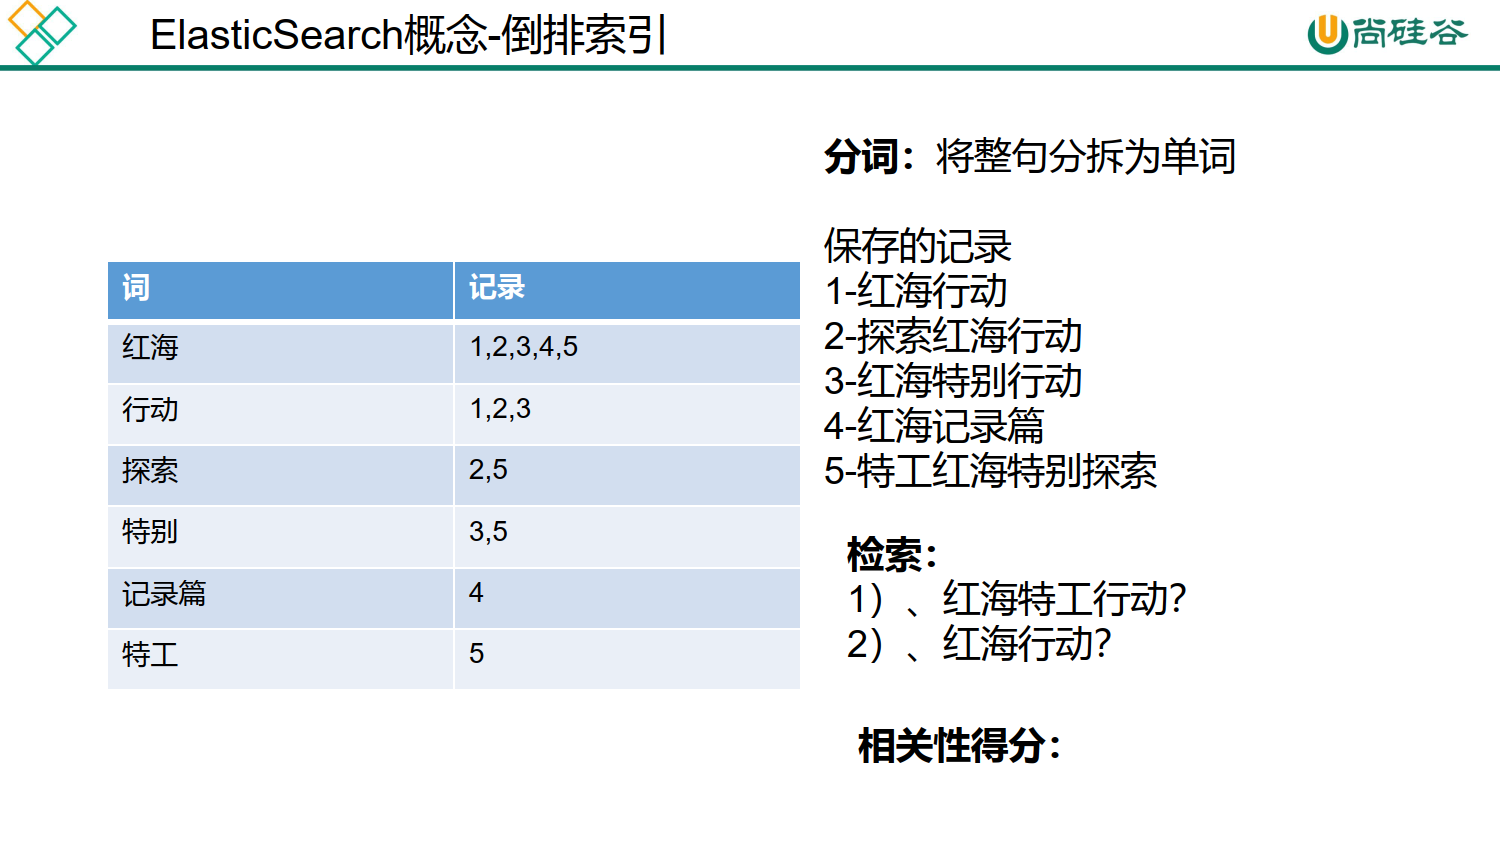 ElasticSearch概念-倒排索引
尚硅谷
词 记录
红海 1,2,3,4,5
行动 1,2,3
探索 2,5
特别 3,5
记录篇 4
特工 5
分词：将整句分拆为单词
保存的记录
1-红海行动
2-探索红海行动
3-红海特别行动
4-红海记录篇
5-特工红海特别探索
检索：
1）、红海特工行动？
2）、红海行动？
相关性得分：